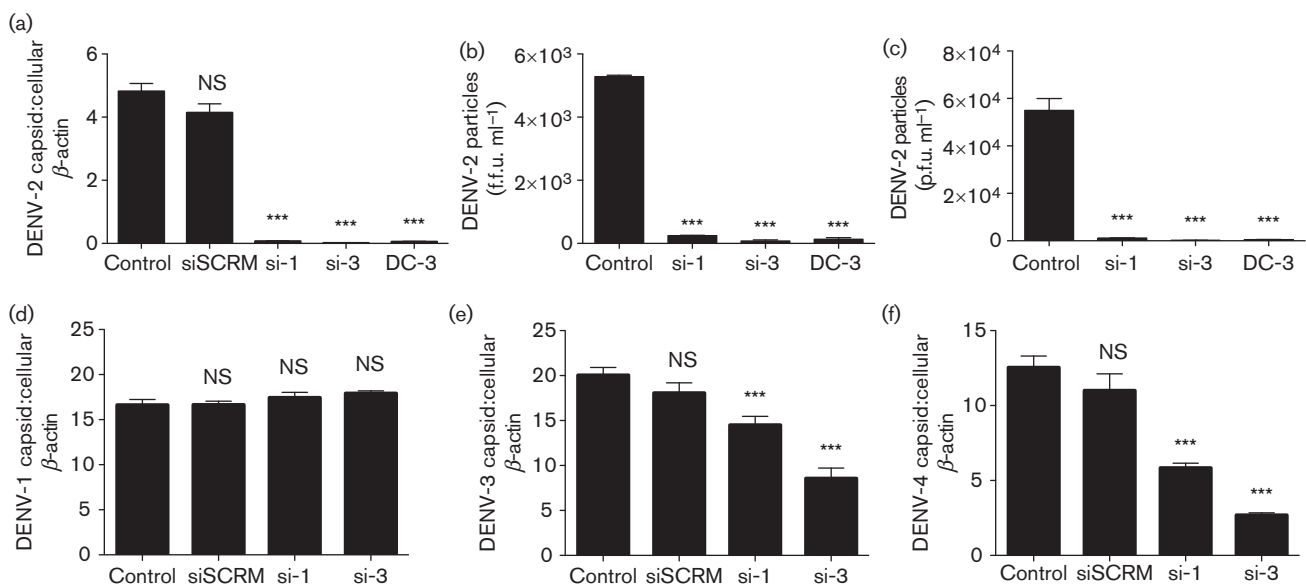 (a)
DENV-2 capsid:cellular
β-actin
6
4
2
0
NS
***
***
***
Control siSCRM si-1 si-3 DC-3
(b)
DENV-2 particles
(f.f.u. ml⁻¹)
6×10³
4×10³
2×10³
0
***
***
***
Control si-1 si-3 DC-3
(c)
DENV-2 particles
(p.f.u. ml⁻¹)
8×10⁴
6×10⁴
4×10⁴
2×10⁴
0
***
***
***
Control si-1 si-3 DC-3
(d)
DENV-1 capsid:cellular
β-actin
25
20
15
10
5
0
NS
NS
NS
Control siSCRM si-1 si-3
(e)
DENV-3 capsid:cellular
β-actin
25
20
15
10
5
0
NS
***
***
Control siSCRM si-1 si-3
(f)
DENV-4 capsid:cellular
β-actin
15
10
5
0
NS
***
***
Control siSCRM si-1 si-3